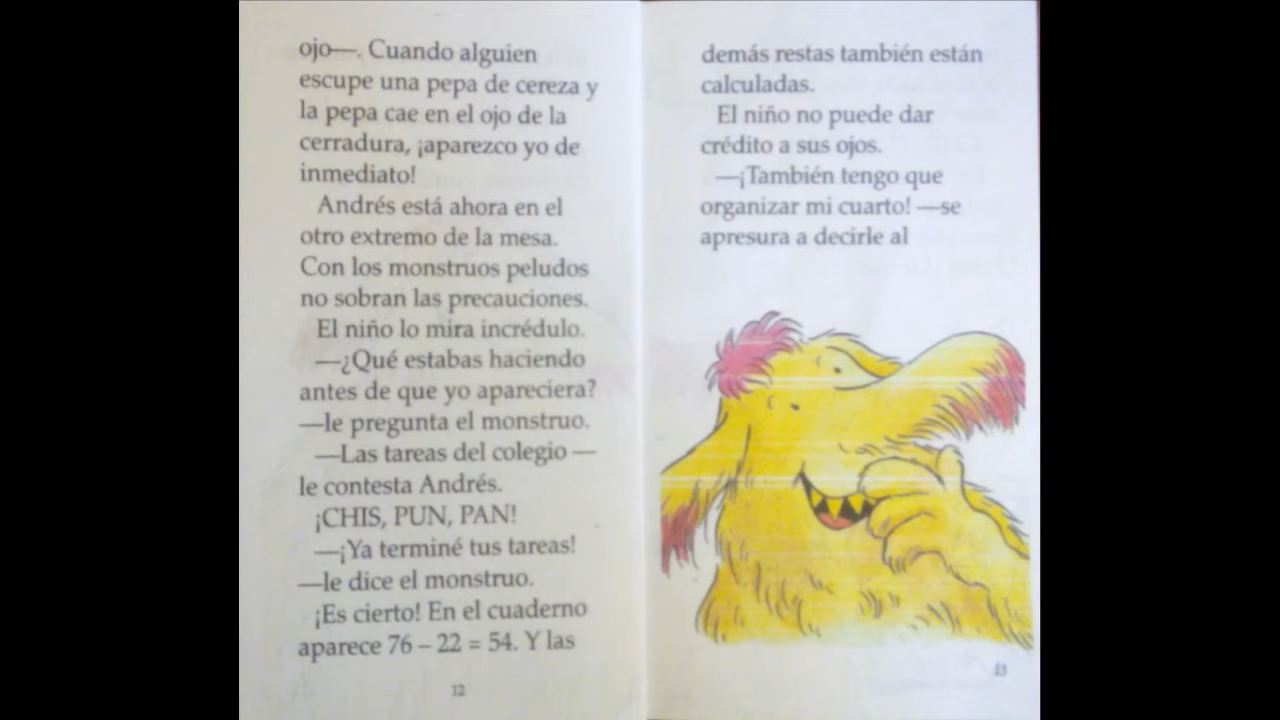 ojo—. Cuando alguien
escupe una pepa de cereza y
la pepa cae en el ojo de la
cerradura, ¡aparezco yo de
inmediato!
Andrés está ahora en el
otro extremo de la mesa.
Con los monstruos peludos
no sobran las precauciones.
El niño lo mira incrédulo.
—¿Qué estabas haciendo
antes de que yo apareciera?
—le pregunta el monstruo.
—Las tareas del colegio —
le contesta Andrés.
¡CHIS, PUN, PAN!
—¡Ya terminé tus tareas!
—le dice el monstruo.
¡Es cierto! En el cuaderno
aparece 76 – 22 = 54. Y las
12
demás restas también están
calculadas.
El niño no puede dar
crédito a sus ojos.
—¡También tengo que
organizar mi cuarto! —se
apresura a decirle al
13